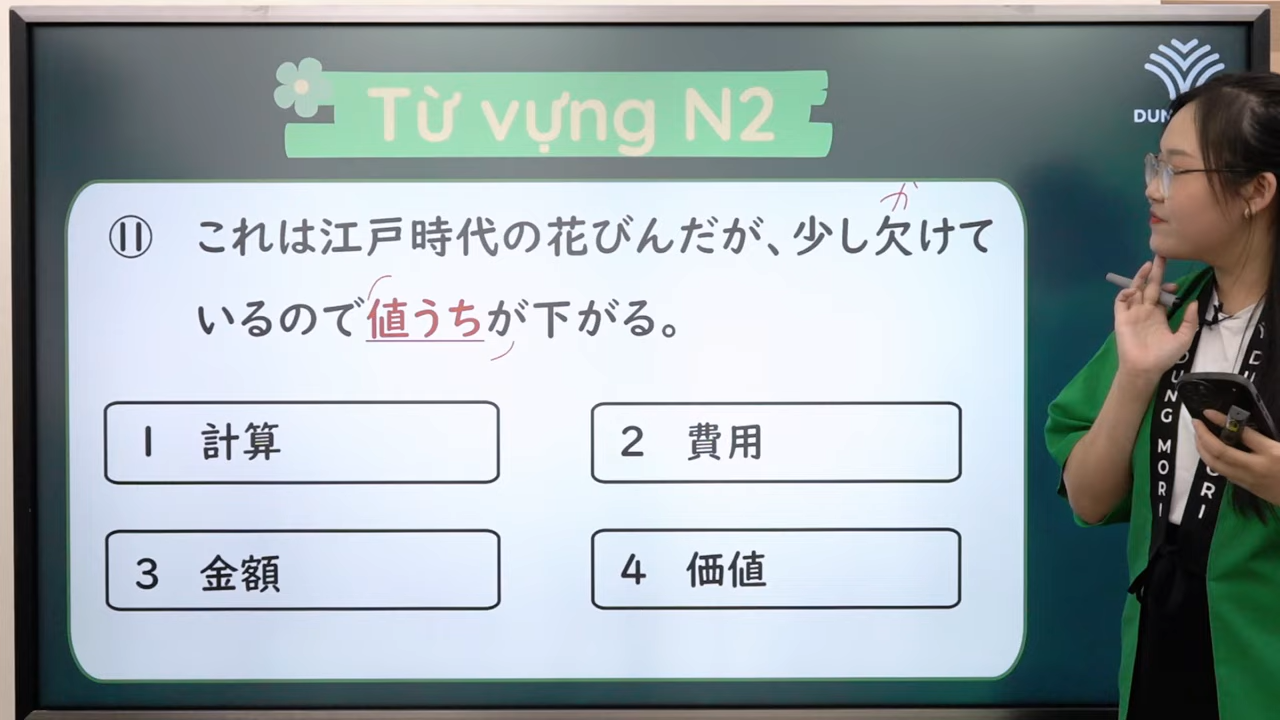 Từ vựng N2
DUN
⑪ これは江戸時代の花びんだが、少し欠けて
か
いるので値うちが下がる。
1 計算
2 費用
3 金額
4 価値
DUNG MORI
DUNG
ORI